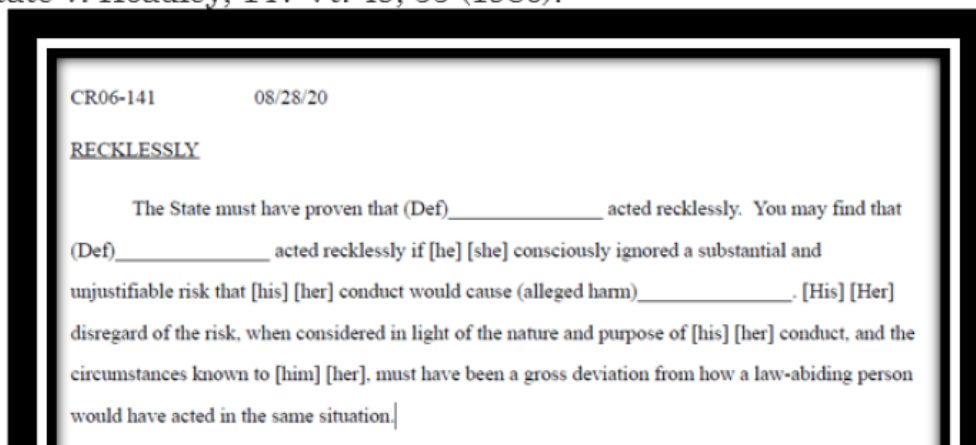 CR06-141 08/28/20
RECKLESSLY
The State must have proven that (Def)_______________ acted recklessly. You may find that
(Def)_______________ acted recklessly if [he] [she] consciously ignored a substantial and
unjustifiable risk that [his] [her] conduct would cause (alleged harm)_______________. [His] [Her]
disregard of the risk, when considered in light of the nature and purpose of [his] [her] conduct, and the
circumstances known to [him] [her], must have been a gross deviation from how a law-abiding person
would have acted in the same situation.